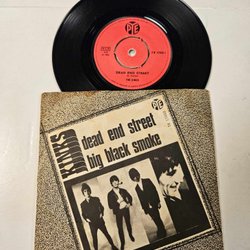 PYE
DEAD END STREET
THE KINKS
PYE
KINKS
dead end street
big black smoke